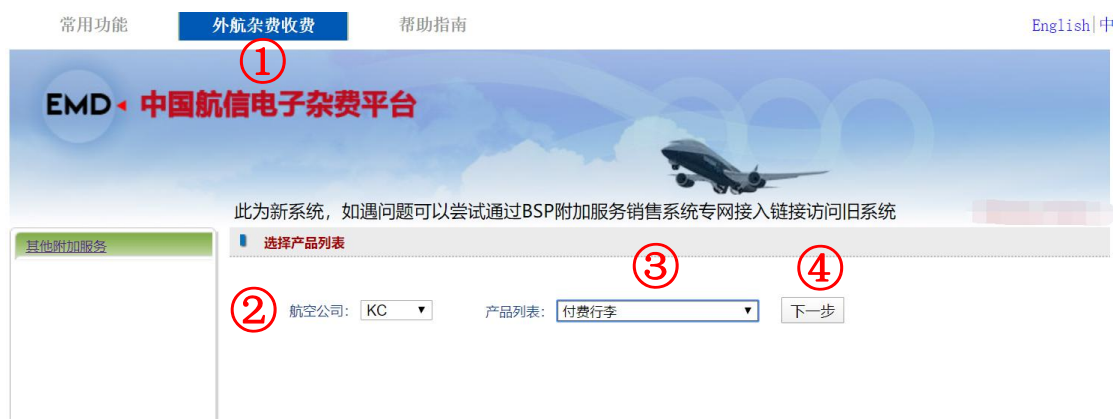 常用功能 外航杂费收费 帮助指南 English|中
①
EMD 中国航信电子杂费平台
此为新系统，如遇问题可以尝试通过BSP附加服务销售系统专网接入链接访问旧系统
其他附加服务
选择产品列表
③ ④
② 航空公司： KC 产品列表： 付费行李 下一步